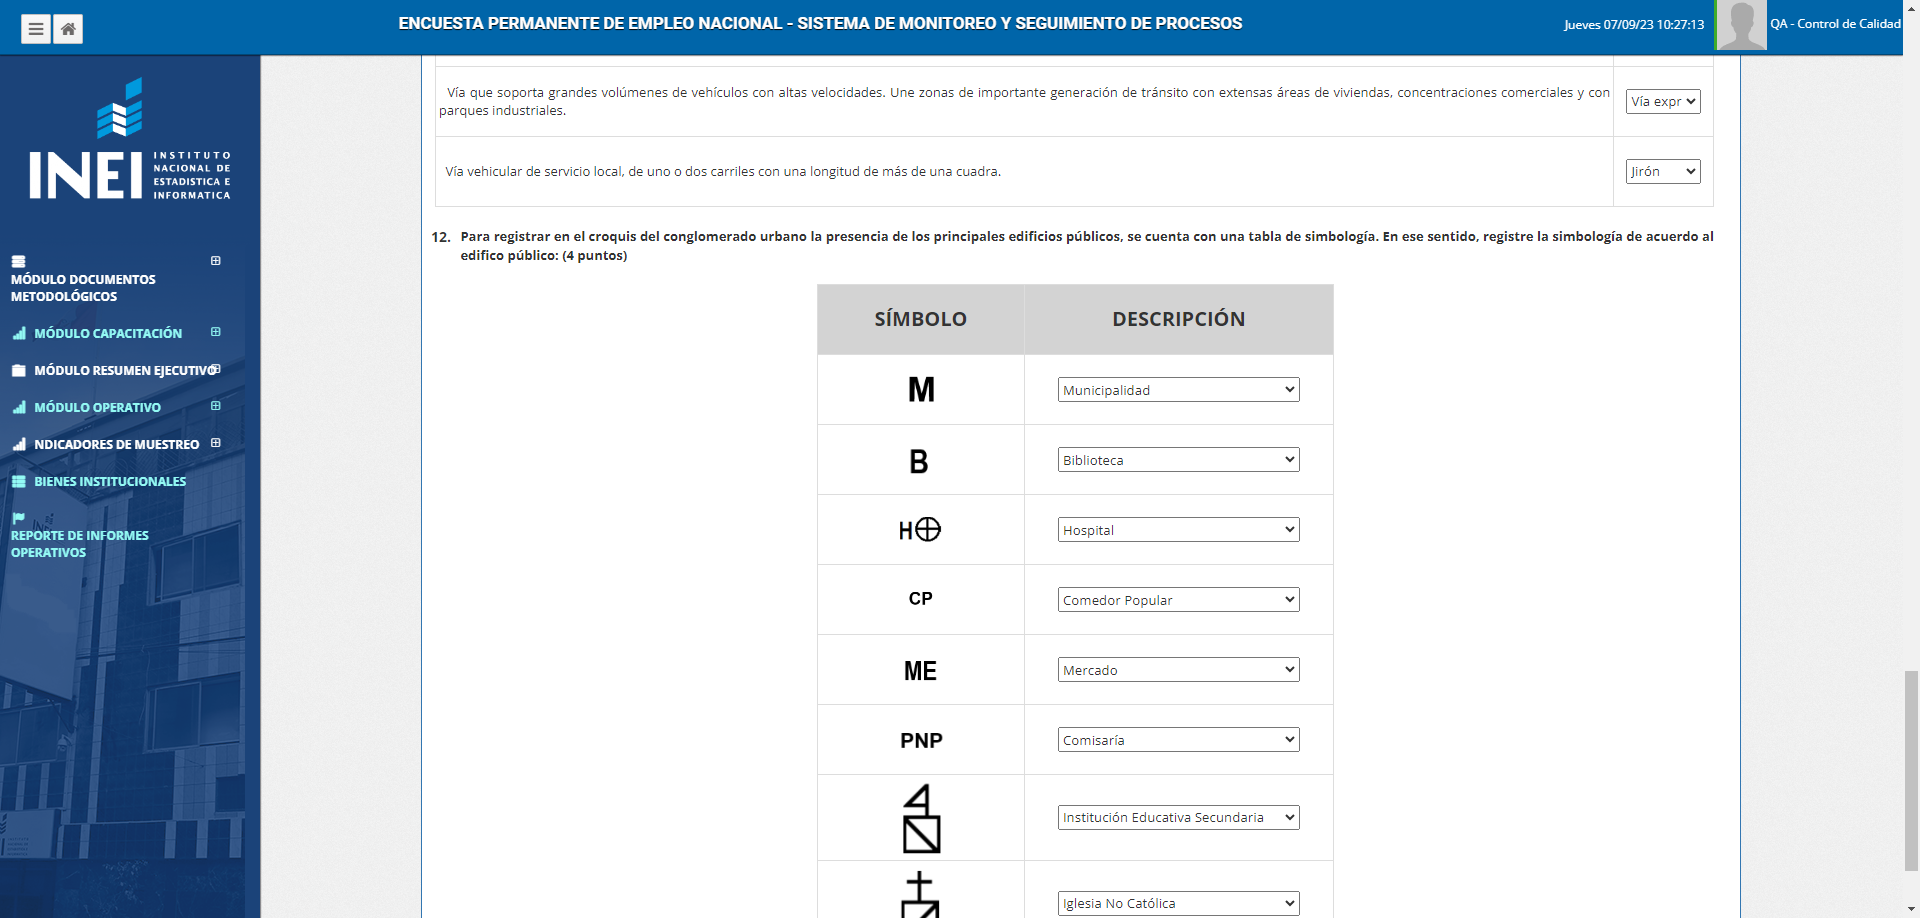 ENCUESTA PERMANENTE DE EMPLEO NACIONAL - SISTEMA DE MONITOREO Y SEGUIMIENTO DE PROCESOS
Jueves 07/09/23 10:27:13
QA - Control de Calidad
INEI
INSTITUTO
NACIONAL DE
ESTADISTICA E
INFORMATICA
MÓDULO DOCUMENTOS
METODOLÓGICOS
MÓDULO CAPACITACIÓN
MÓDULO RESUMEN EJECUTIVO
MÓDULO OPERATIVO
NDICADORES DE MUESTREO
BIENES INSTITUCIONALES
REPORTE DE INFORMES
OPERATIVOS
Vía que soporta grandes volúmenes de vehículos con altas velocidades. Une zonas de importante generación de tránsito con extensas áreas de viviendas, concentraciones comerciales y con
parques industriales.
Vía expr
Vía vehicular de servicio local, de uno o dos carriles con una longitud de más de una cuadra.
Jirón
12. Para registrar en el croquis del conglomerado urbano la presencia de los principales edificios públicos, se cuenta con una tabla de simbología. En ese sentido, registre la simbología de acuerdo al
edifico público: (4 puntos)
SÍMBOLO DESCRIPCIÓN
M Municipalidad
B Biblioteca
H Hospital
CP Comedor Popular
ME Mercado
PNP Comisaría
Institución Educativa Secundaria
Iglesia No Católica